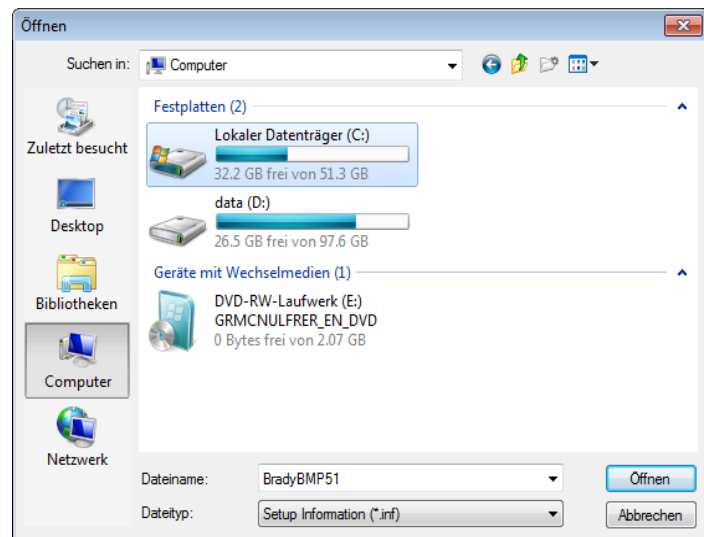 Öffnen
Suchen in: Computer
Zuletzt besucht
Desktop
Bibliotheken
Computer
Netzwerk
Festplatten (2)
Lokaler Datenträger (C:)
32.2 GB frei von 51.3 GB
data (D:)
26.5 GB frei von 97.6 GB
Geräte mit Wechselmedien (1)
DVD-RW-Laufwerk (E:)
GRMCNULFRER_EN_DVD
0 Bytes frei von 2.07 GB
Dateiname: BradyBMP51 Öffnen
Dateityp: Setup Information (*.inf) Abbrechen